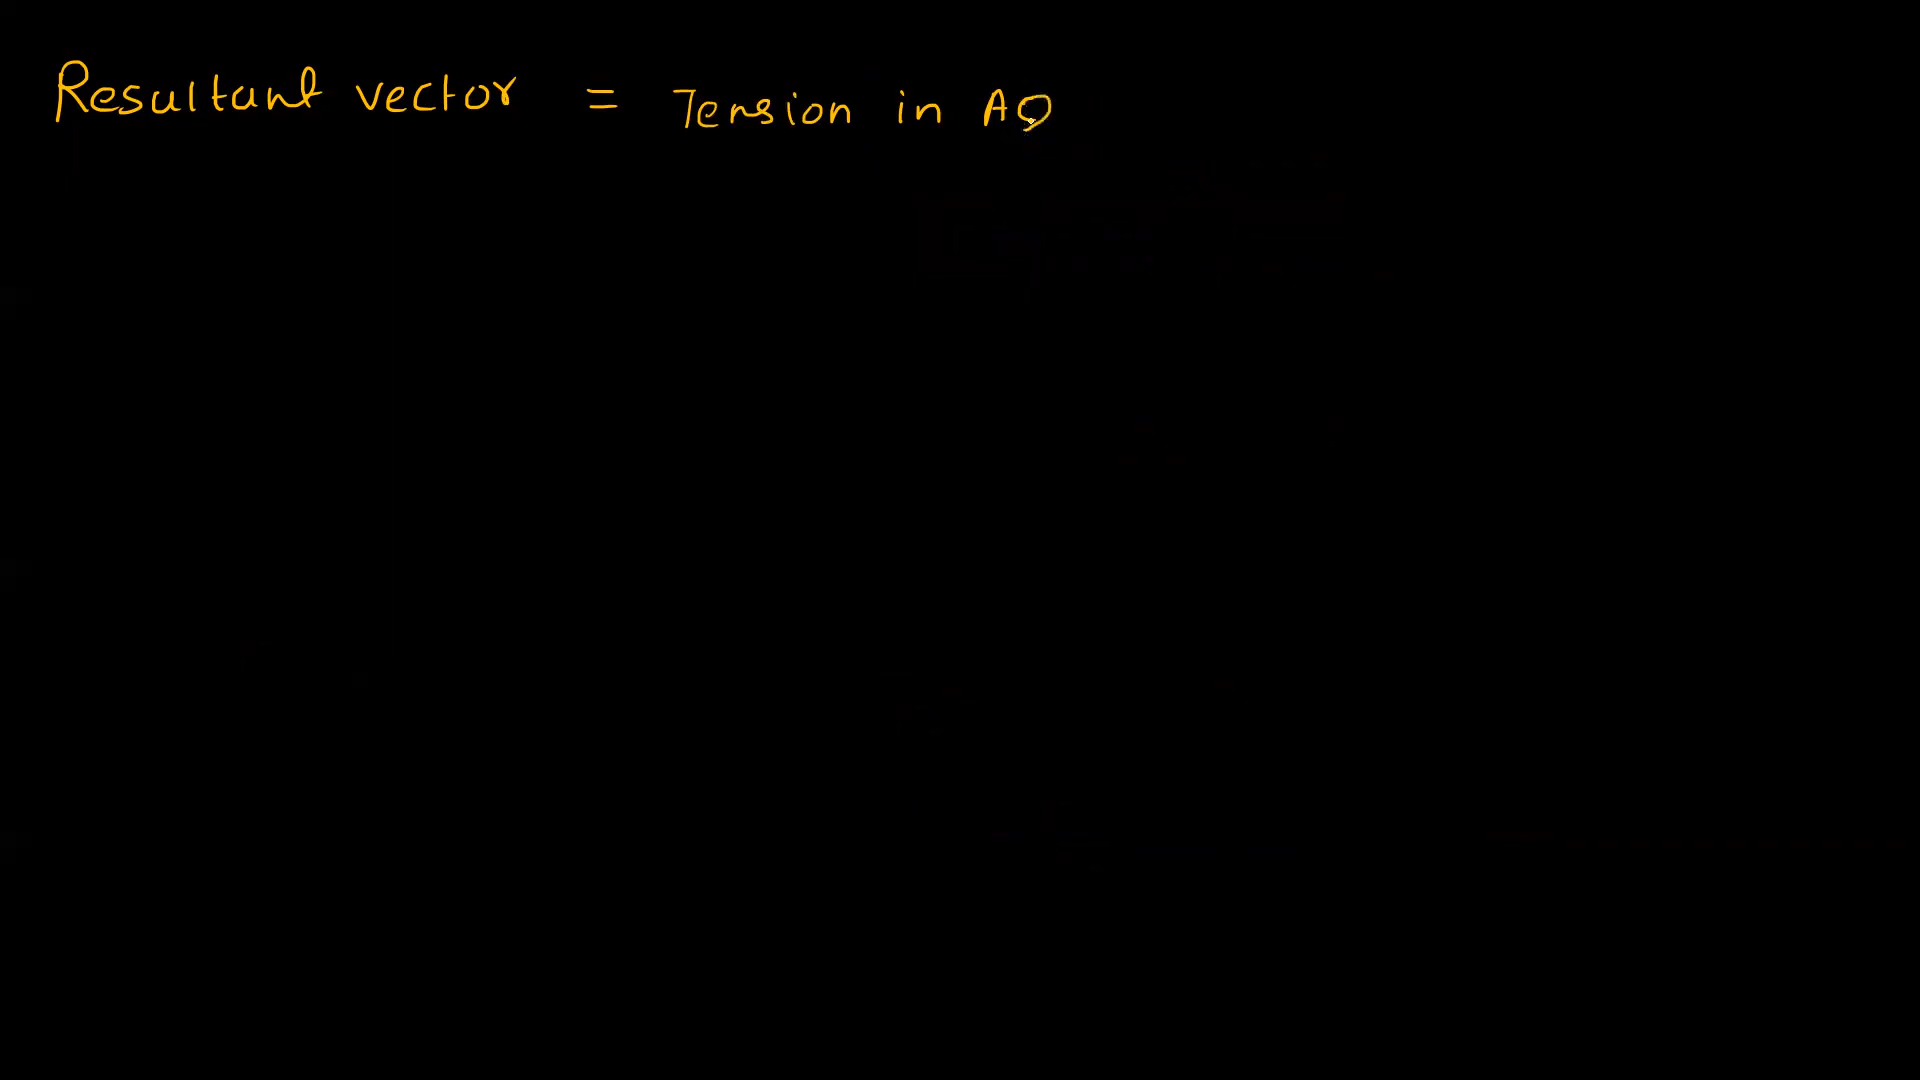 Resultant vector = Tension in AO